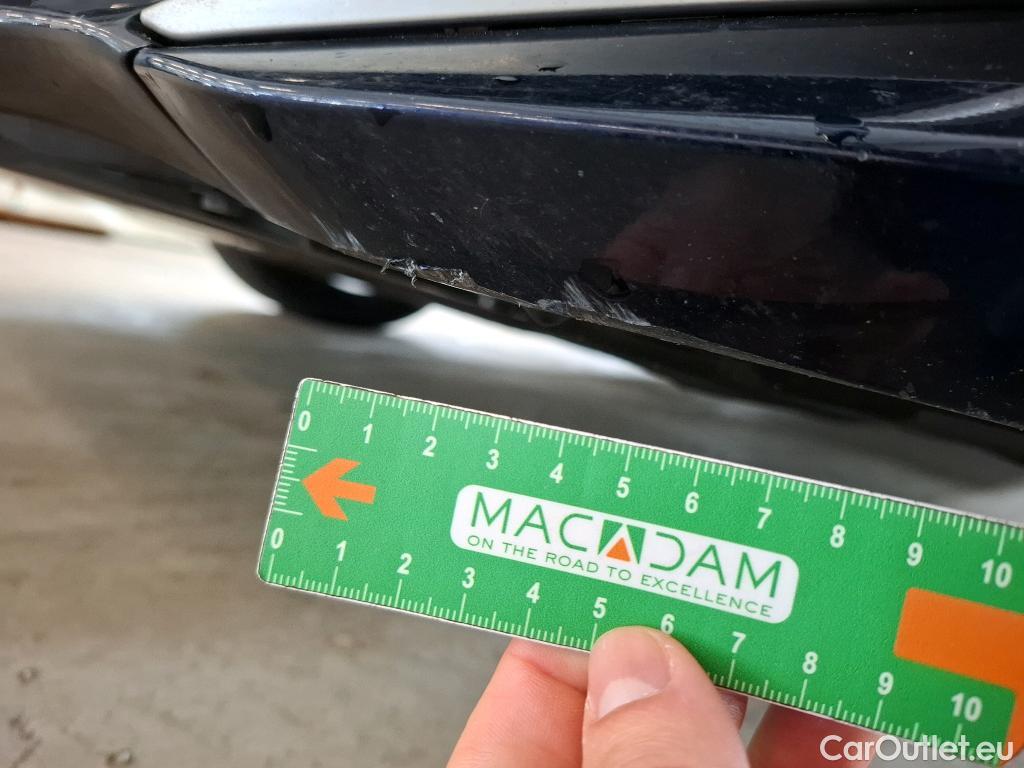 0 1 2 3 4 5 6 7 8 9 10
MACADAM
ON THE ROAD TO EXCELLENCE
0 1 2 3 4 5 6 7 8 9 10
CarOutlet.eu